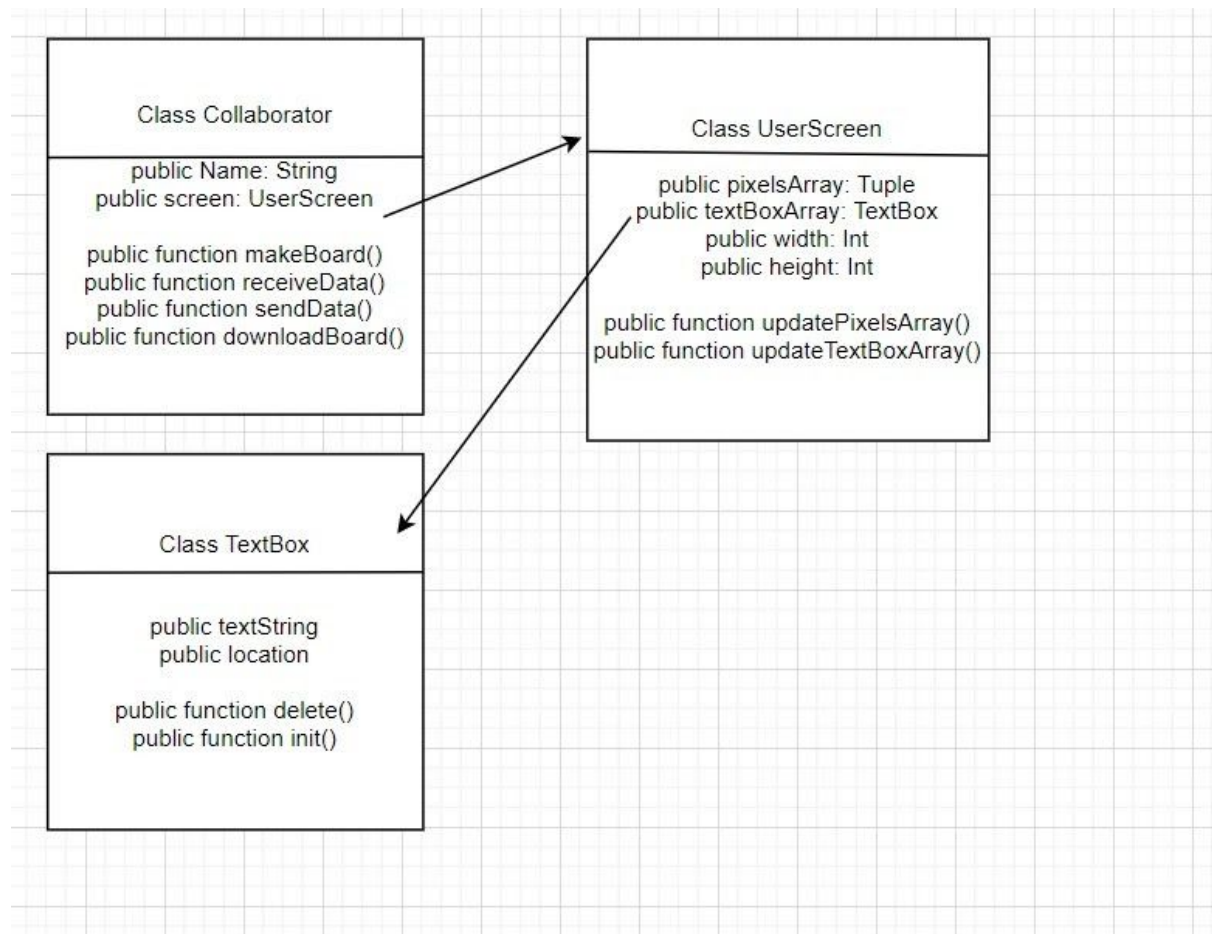 Class Collaborator
public Name: String
public screen: UserScreen
public function makeBoard()
public function receiveData()
public function sendData()
public function downloadBoard()
Class UserScreen
public pixelsArray: Tuple
public textBoxArray: TextBox
public width: Int
public height: Int
public function updatePixelsArray()
public function updateTextBoxArray()
Class TextBox
public textString
public location
public function delete()
public function init()